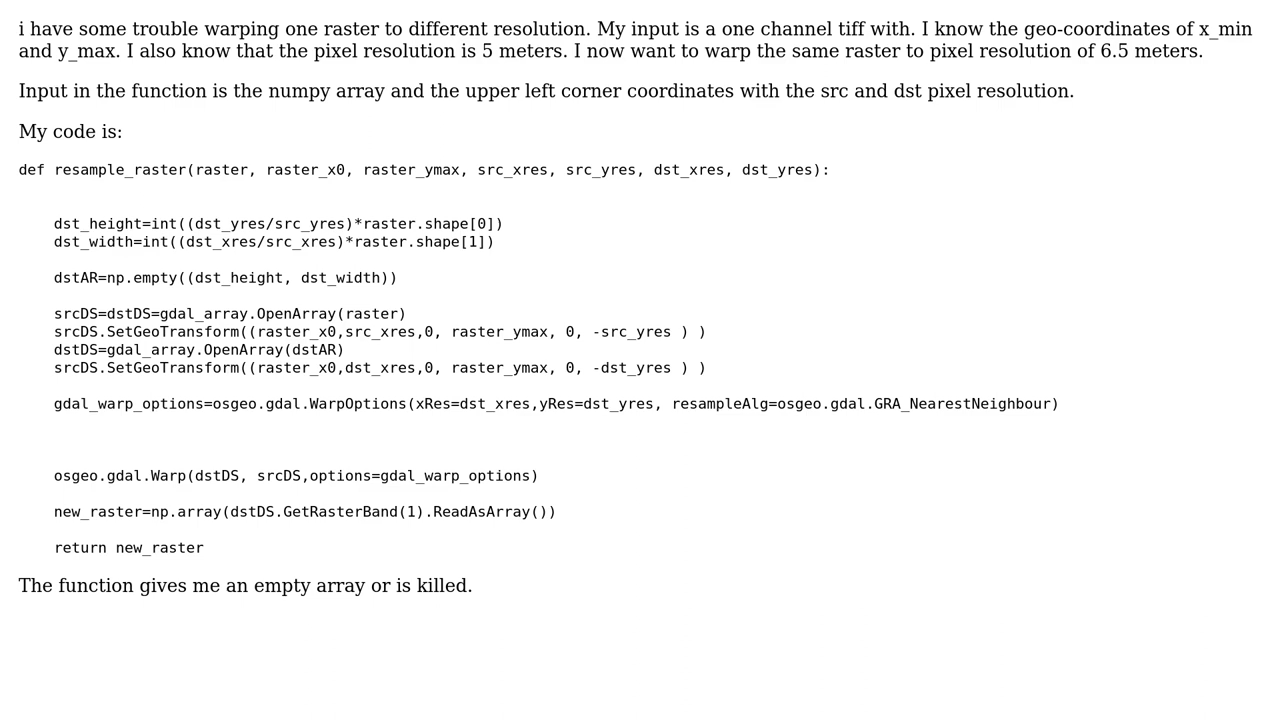 i have some trouble warping one raster to different resolution. My input is a one channel tiff with. I know the geo-coordinates of x_min
and y_max. I also know that the pixel resolution is 5 meters. I now want to warp the same raster to pixel resolution of 6.5 meters.
Input in the function is the numpy array and the upper left corner coordinates with the src and dst pixel resolution.
My code is:
def resample_raster(raster, raster_x0, raster_ymax, src_xres, src_yres, dst_xres, dst_yres):
    dst_height=int((dst_yres/src_yres)*raster.shape[0])
    dst_width=int((dst_xres/src_xres)*raster.shape[1])
    dstAR=np.empty((dst_height, dst_width))
    srcDS=dstDS=gdal_array.OpenArray(raster)
    srcDS.SetGeoTransform((raster_x0,src_xres,0, raster_ymax, 0, -src_yres ) )
    dstDS=gdal_array.OpenArray(dstAR)
    srcDS.SetGeoTransform((raster_x0,dst_xres,0, raster_ymax, 0, -dst_yres ) )
    gdal_warp_options=osgeo.gdal.WarpOptions(xRes=dst_xres,yRes=dst_yres, resampleAlg=osgeo.gdal.GRA_NearestNeighbour)
    osgeo.gdal.Warp(dstDS, srcDS,options=gdal_warp_options)
    new_raster=np.array(dstDS.GetRasterBand(1).ReadAsArray())
    return new_raster
The function gives me an empty array or is killed.